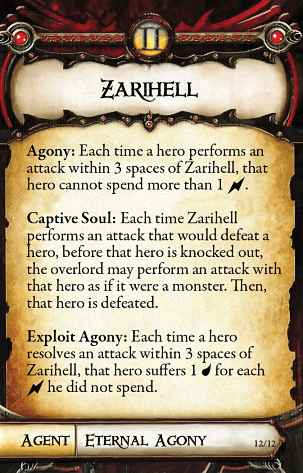 II
ZARIHELL
Agony: Each time a hero performs an
attack within 3 spaces of Zarihell, that
hero cannot spend more than 1 .
Captive Soul: Each time Zarihell
performs an attack that would defeat a
hero, before that hero is knocked out,
the overlord may perform an attack with
that hero as if it were a monster. Then,
that hero is defeated.
Exploit Agony: Each time a hero
resolves an attack within 3 spaces of
Zarihell, that hero suffers 1 for each
he did not spend.
AGENT ETERNAL AGONY 12/12